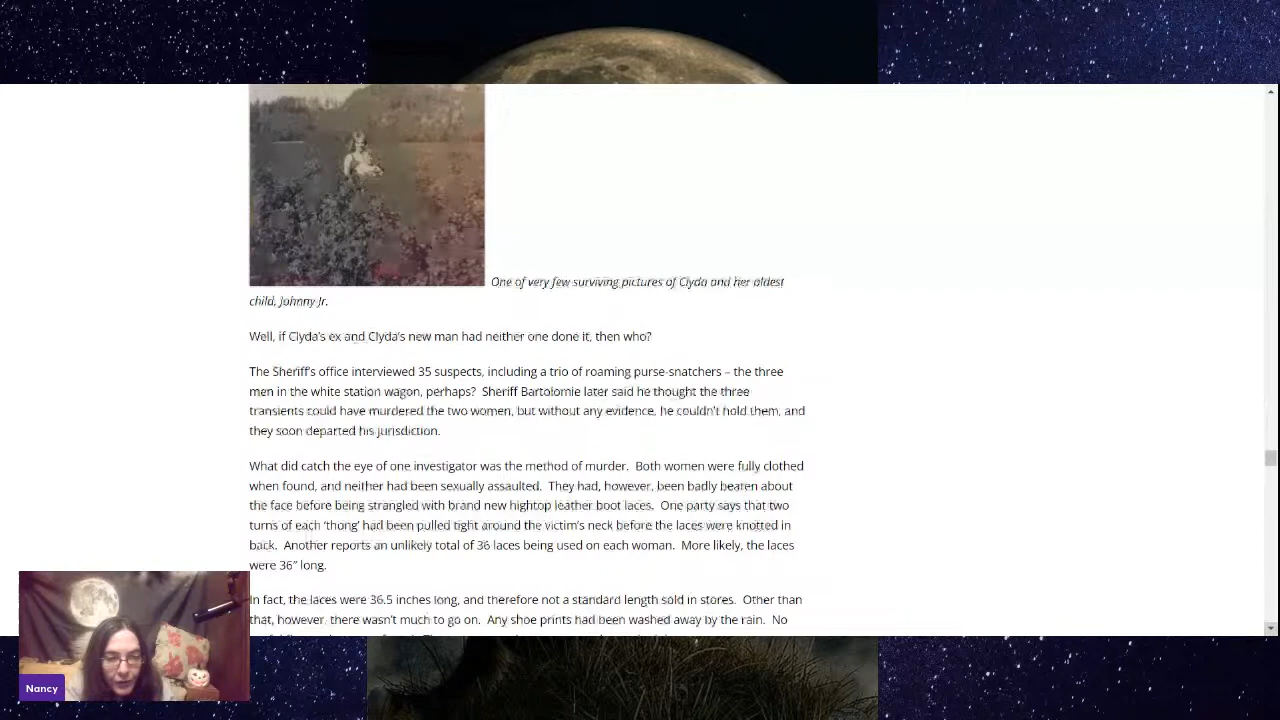 One of very few surviving pictures of Clyda and her oldest
child, Johnny Jr.
Well, if Clyda's ex and Clyda's new man had neither one done it, then who?
The Sheriff's office interviewed 35 suspects, including a trio of roaming purse-snatchers – the three
men in the white station wagon, perhaps?  Sheriff Bartolomie later said he thought the three
transients could have murdered the two women, but without any evidence, he couldn't hold them, and
they soon departed his jurisdiction.
What did catch the eye of one investigator was the method of murder.  Both women were fully clothed
when found, and neither had been sexually assaulted.  They had, however, been badly beaten about
the face before being strangled with brand new hightop leather boot laces.  One party says that two
turns of each 'thong' had been pulled tight around the victim's neck before the laces were knotted in
back.  Another reports an unlikely total of 36 laces being used on each woman.  More likely, the laces
were 36" long.
In fact, the laces were 36.5 inches long, and therefore not a standard length sold in stores.  Other than
that, however, there wasn't much to go on.  Any shoe prints had been washed away by the rain.  No
Nancy